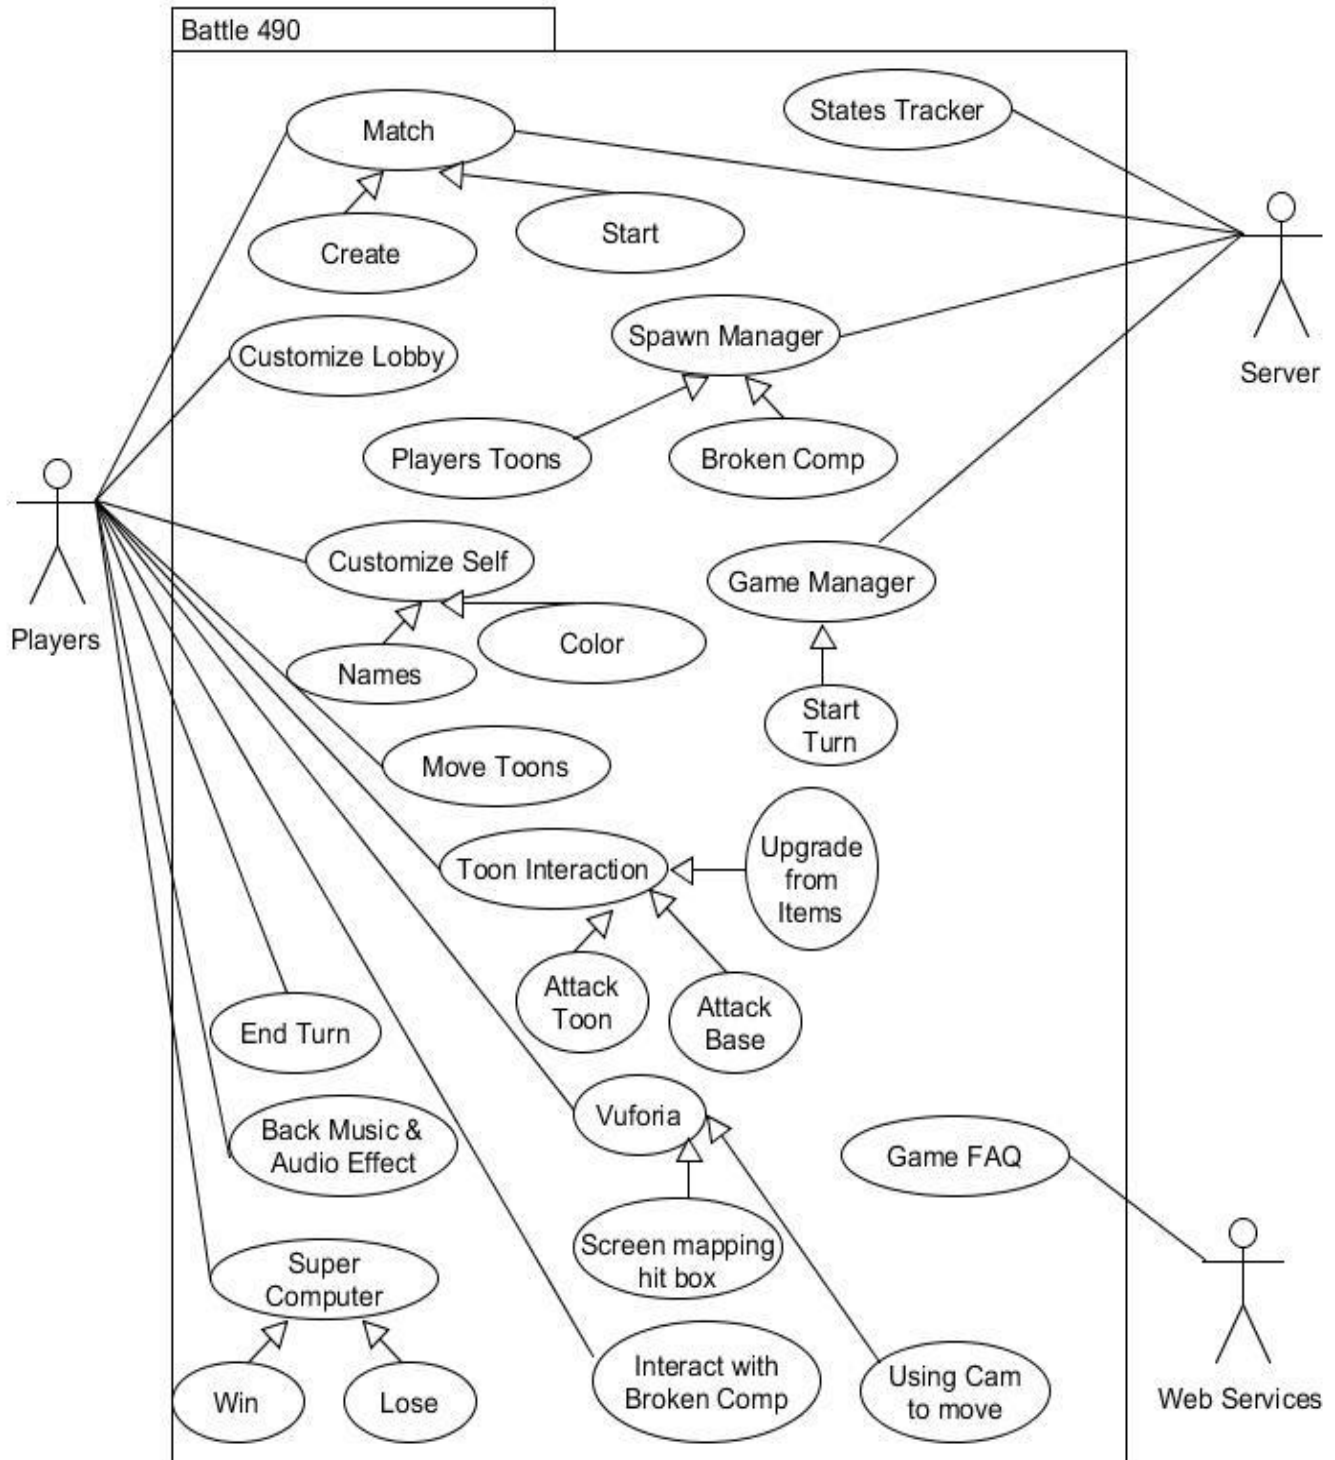 Battle 490
Match
States Tracker
Create
Start
Customize Lobby
Spawn Manager
Server
Players Toons
Broken Comp
Players
Customize Self
Game Manager
Names
Color
Start
Turn
Move Toons
Toon Interaction
Upgrade
from
Items
Attack
Toon
Attack
Base
End Turn
Vuforia
Back Music &
Audio Effect
Game FAQ
Screen mapping
hit box
Super
Computer
Win
Lose
Interact with
Broken Comp
Using Cam
to move
Web Services